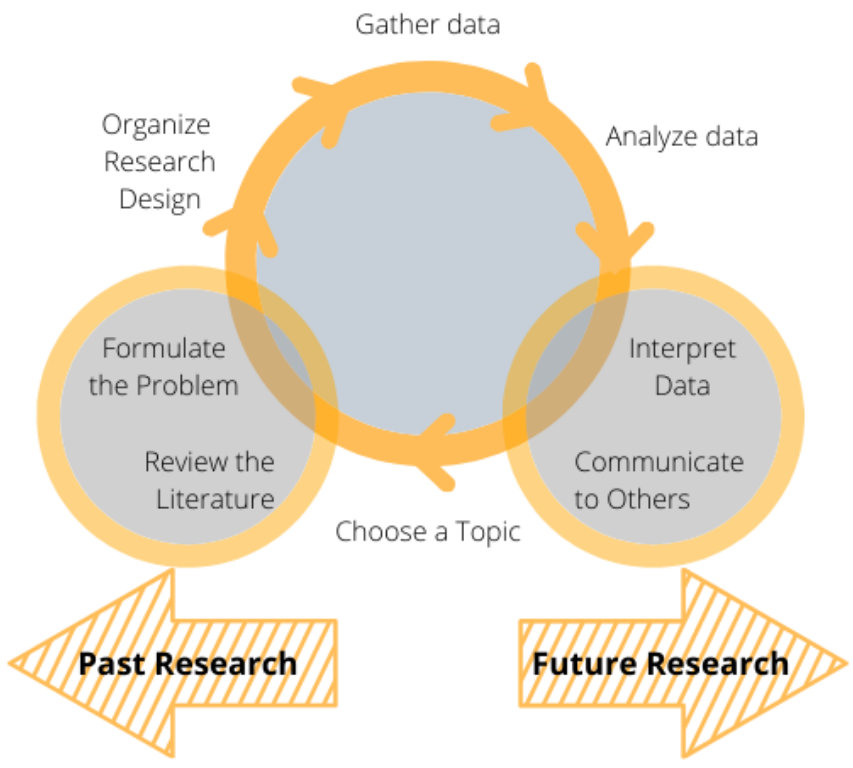 Gather data
Organize
Research
Design
Analyze data
Formulate
the Problem
Review the
Literature
Interpret
Data
Communicate
to Others
Choose a Topic
Past Research
Future Research